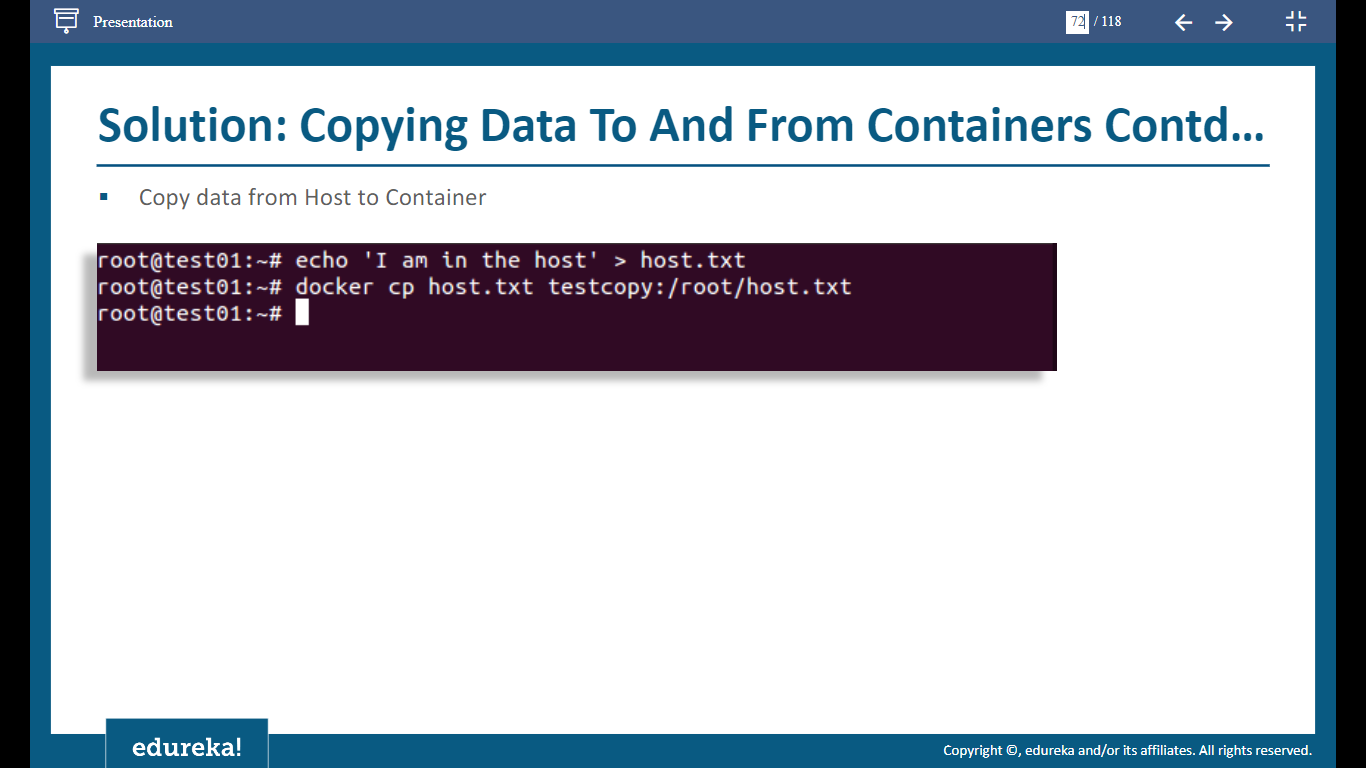 Presentation
72 / 118
Solution: Copying Data To And From Containers Contd...
▪ Copy data from Host to Container
root@test01:~# echo 'I am in the host' > host.txt
root@test01:~# docker cp host.txt testcopy:/root/host.txt
root@test01:~#
edureka!
Copyright ©, edureka and/or its affiliates. All rights reserved.